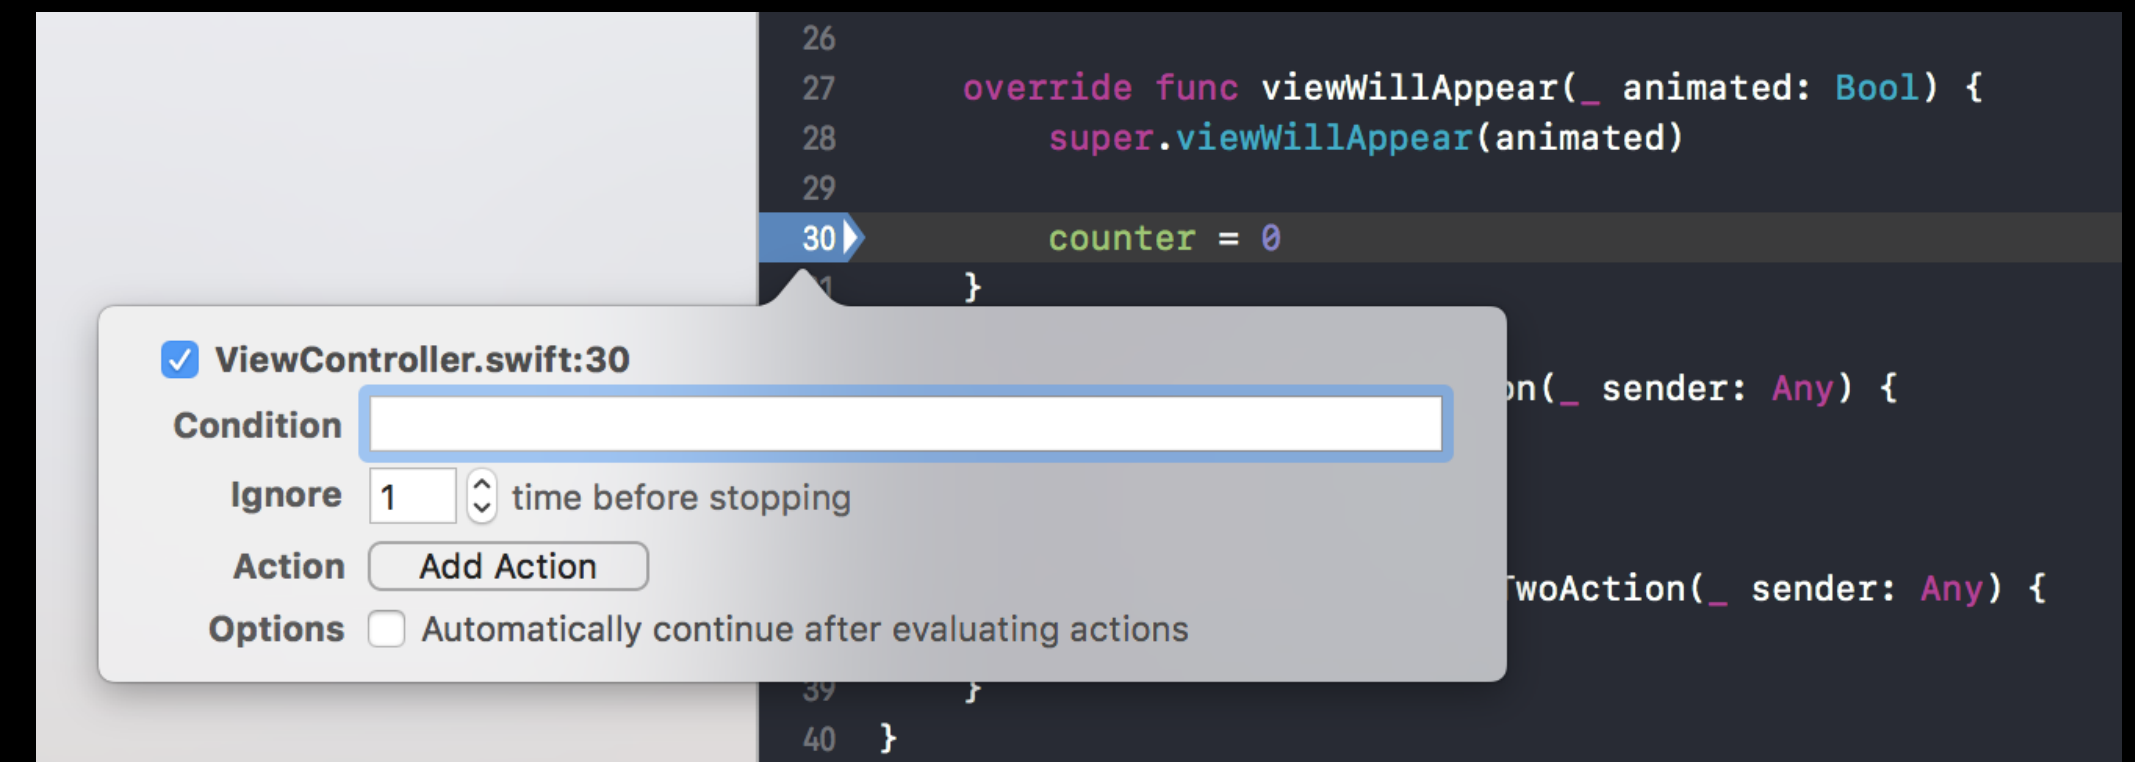 26
27 override func viewWillAppear(_ animated: Bool) {
28 super.viewWillAppear(animated)
29
30 counter = 0
}
ViewController.swift:30
Condition
Ignore 1 time before stopping
Action Add Action
Options Automatically continue after evaluating actions
(_ sender: Any) {
TwoAction(_ sender: Any) {
39 }
40 }